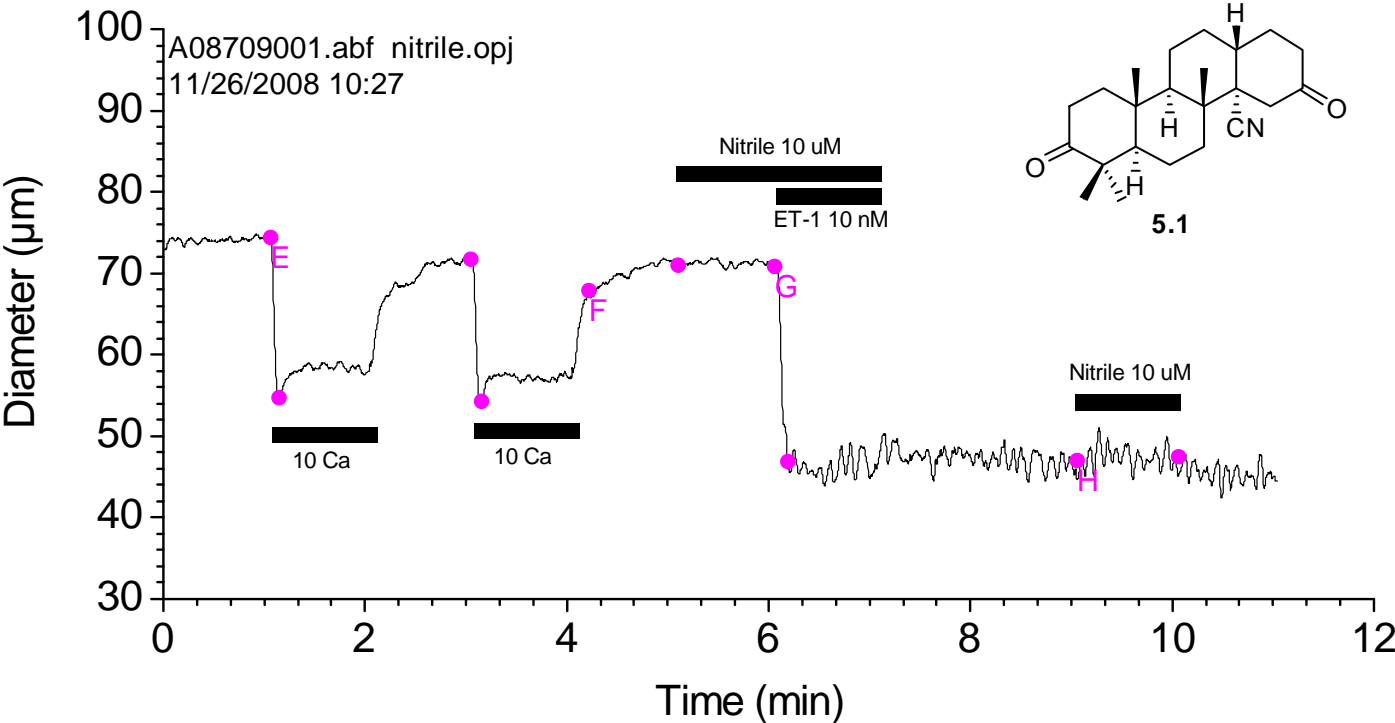 A08709001.abf nitrile.opj
11/26/2008 10:27
Diameter (µm)
100
90
80
70
60
50
40
30
0
2
4
6
8
10
12
Time (min)
E
10 Ca
10 Ca
F
Nitrile 10 uM
ET-1 10 nM
G
Nitrile 10 uM
H
H
O
H
CN
O
H
5.1